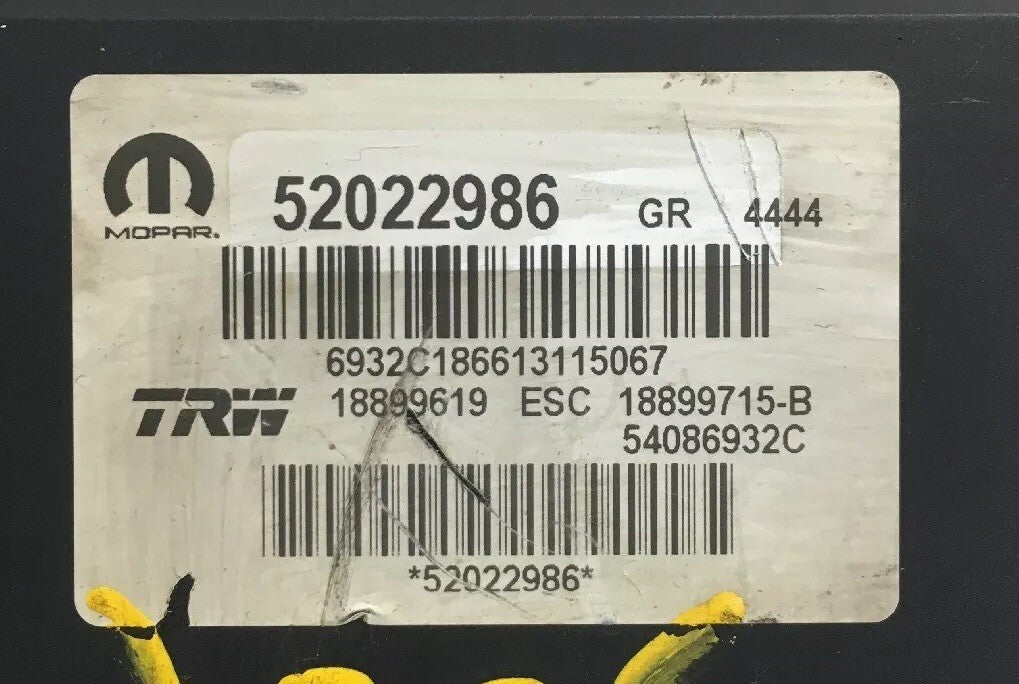 MOPAR.
52022986 GR 4444
6932C186613115067
TRW 18899619 ESC 18899715-B
54086932C
*52022986*